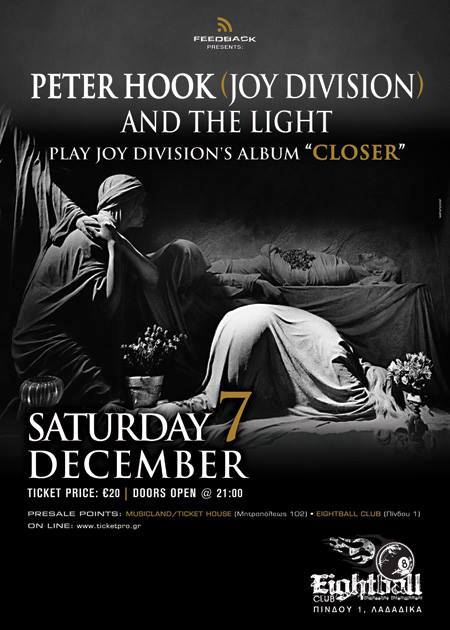 FEEDBACK
PRESENTS:
PETER HOOK (JOY DIVISION)
AND THE LIGHT
PLAY JOY DIVISION'S ALBUM "CLOSER"
SATURDAY 7
DECEMBER
TICKET PRICE: €20 | DOORS OPEN @ 21:00
PRESALE POINTS: MUSICLAND/TICKET HOUSE (Μητροπόλεως 102) • EIGHTBALL CLUB (Πίνδου 1)
ON LINE: www.ticketpro.gr
8
Eightball
CLUB
ΠΙΝΔΟΥ 1, ΛΑΔΑΔΙΚΑ